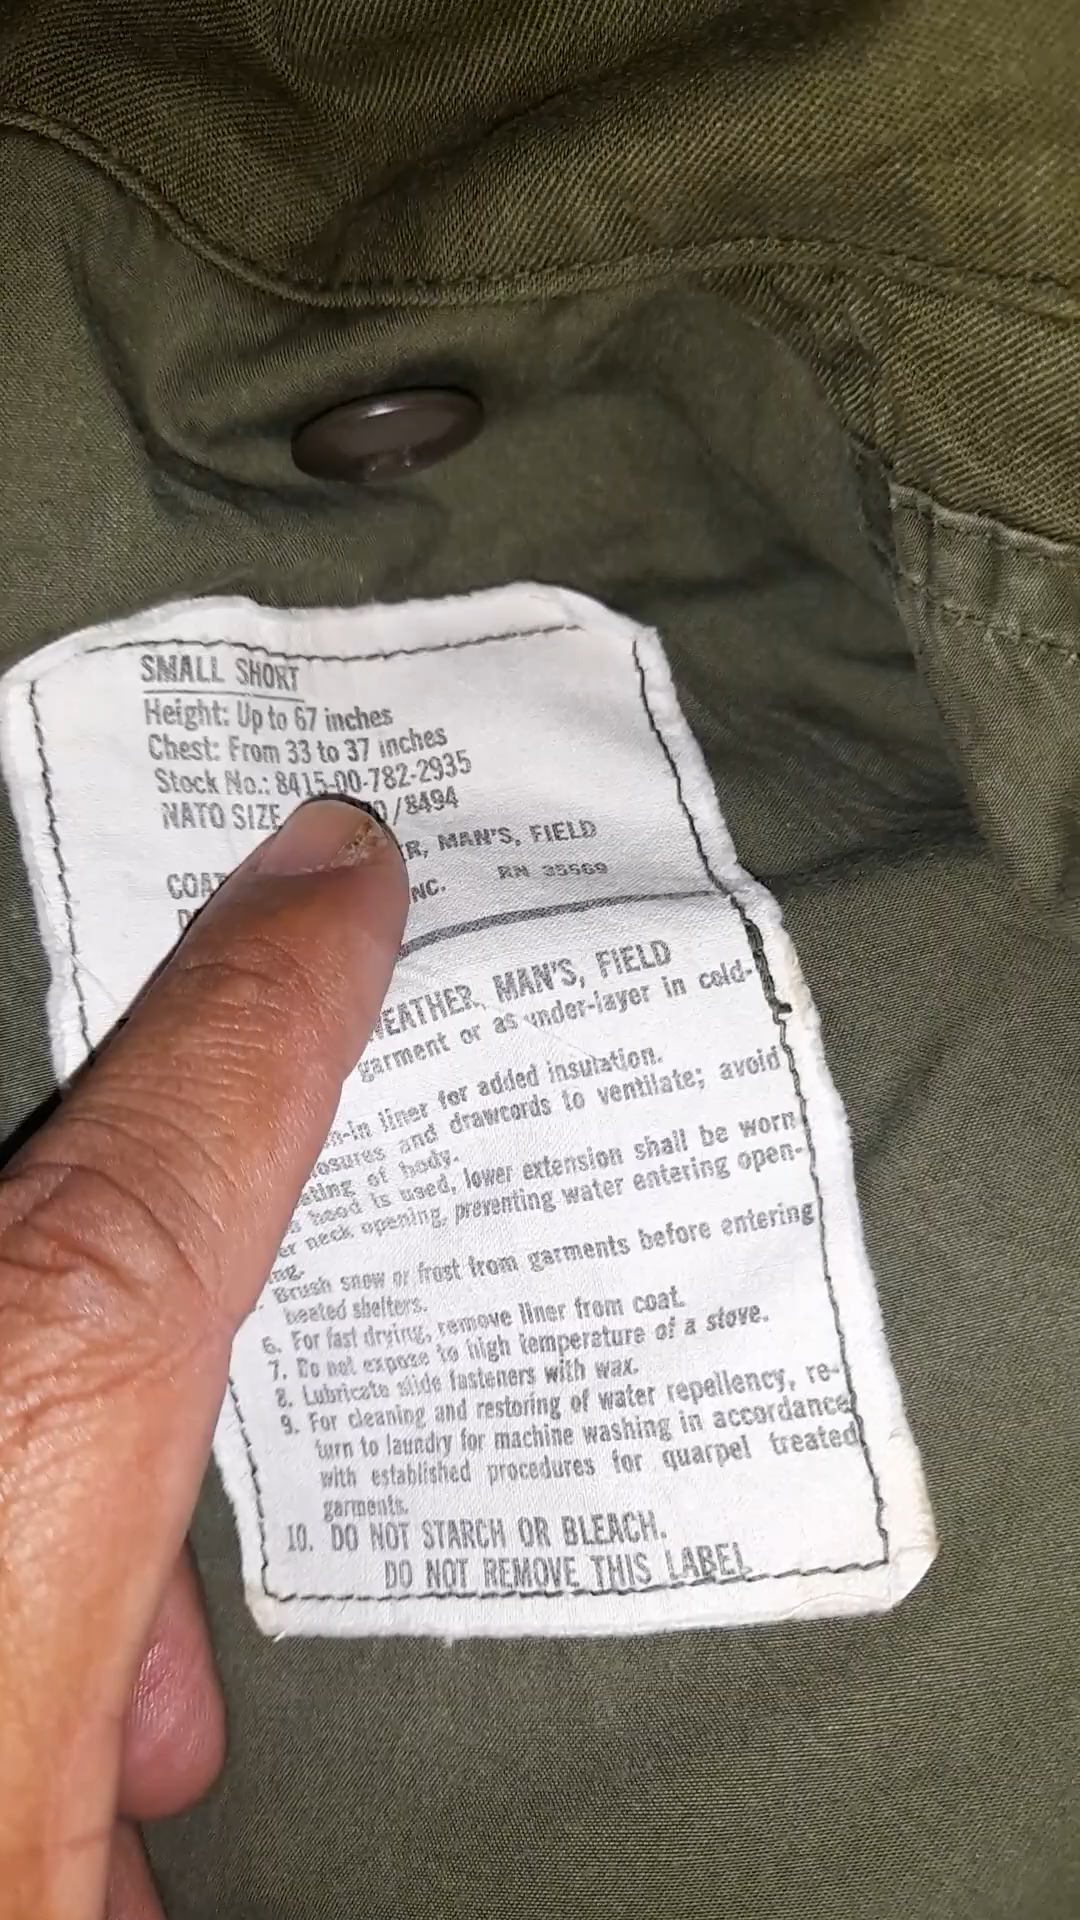 SMALL SHORT
Height: Up to 67 inches
Chest: From 33 to 37 inches
Stock No.: 8415-00-782-2935
NATO SIZE /8494
MAN'S, FIELD
NC. RN 35569
EATHER, MAN'S, FIELD
garment or as under-layer in cold-
n-in liner for added insulation.
osures and drawcords to ventilate; avoid
ating of body.
hood is used, lower extension shall be worn
er neck opening, preventing water entering open-
ing.
Brush snow or frost from garments before entering
heated shelters.
6. For fast drying, remove liner from coat.
7. Do not expose to high temperature of a stove.
8. Lubricate slide fasteners with wax.
9. For cleaning and restoring of water repellency, re-
turn to laundry for machine washing in accordance
with established procedures for quarpel treated
garments.
10. DO NOT STARCH OR BLEACH.
DO NOT REMOVE THIS LABEL